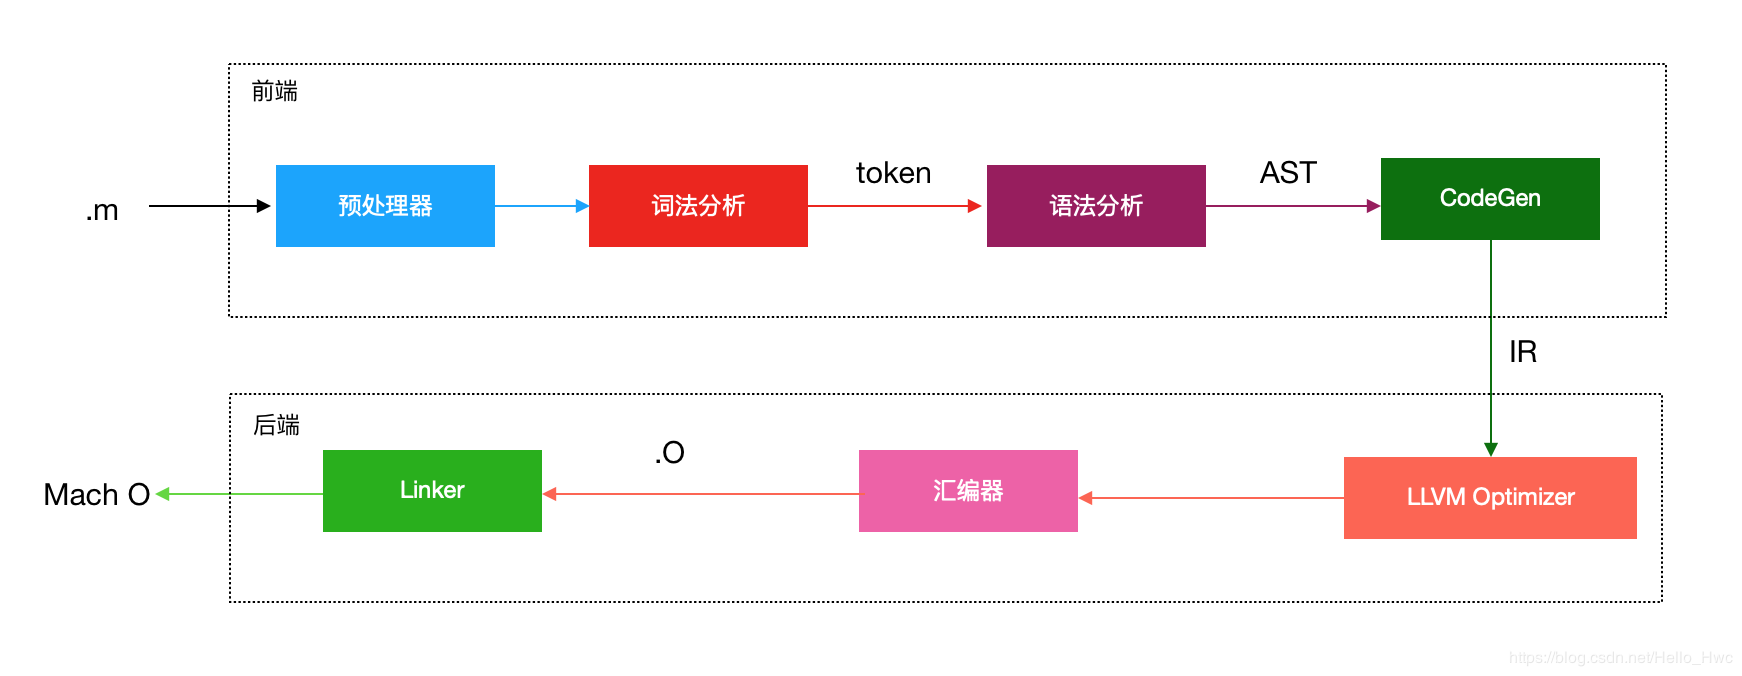 前端
.m
预处理器
词法分析
token
语法分析
AST
CodeGen
IR
后端
Mach O
Linker
.O
汇编器
LLVM Optimizer
https://blog.csdn.net/Hello_Hwc